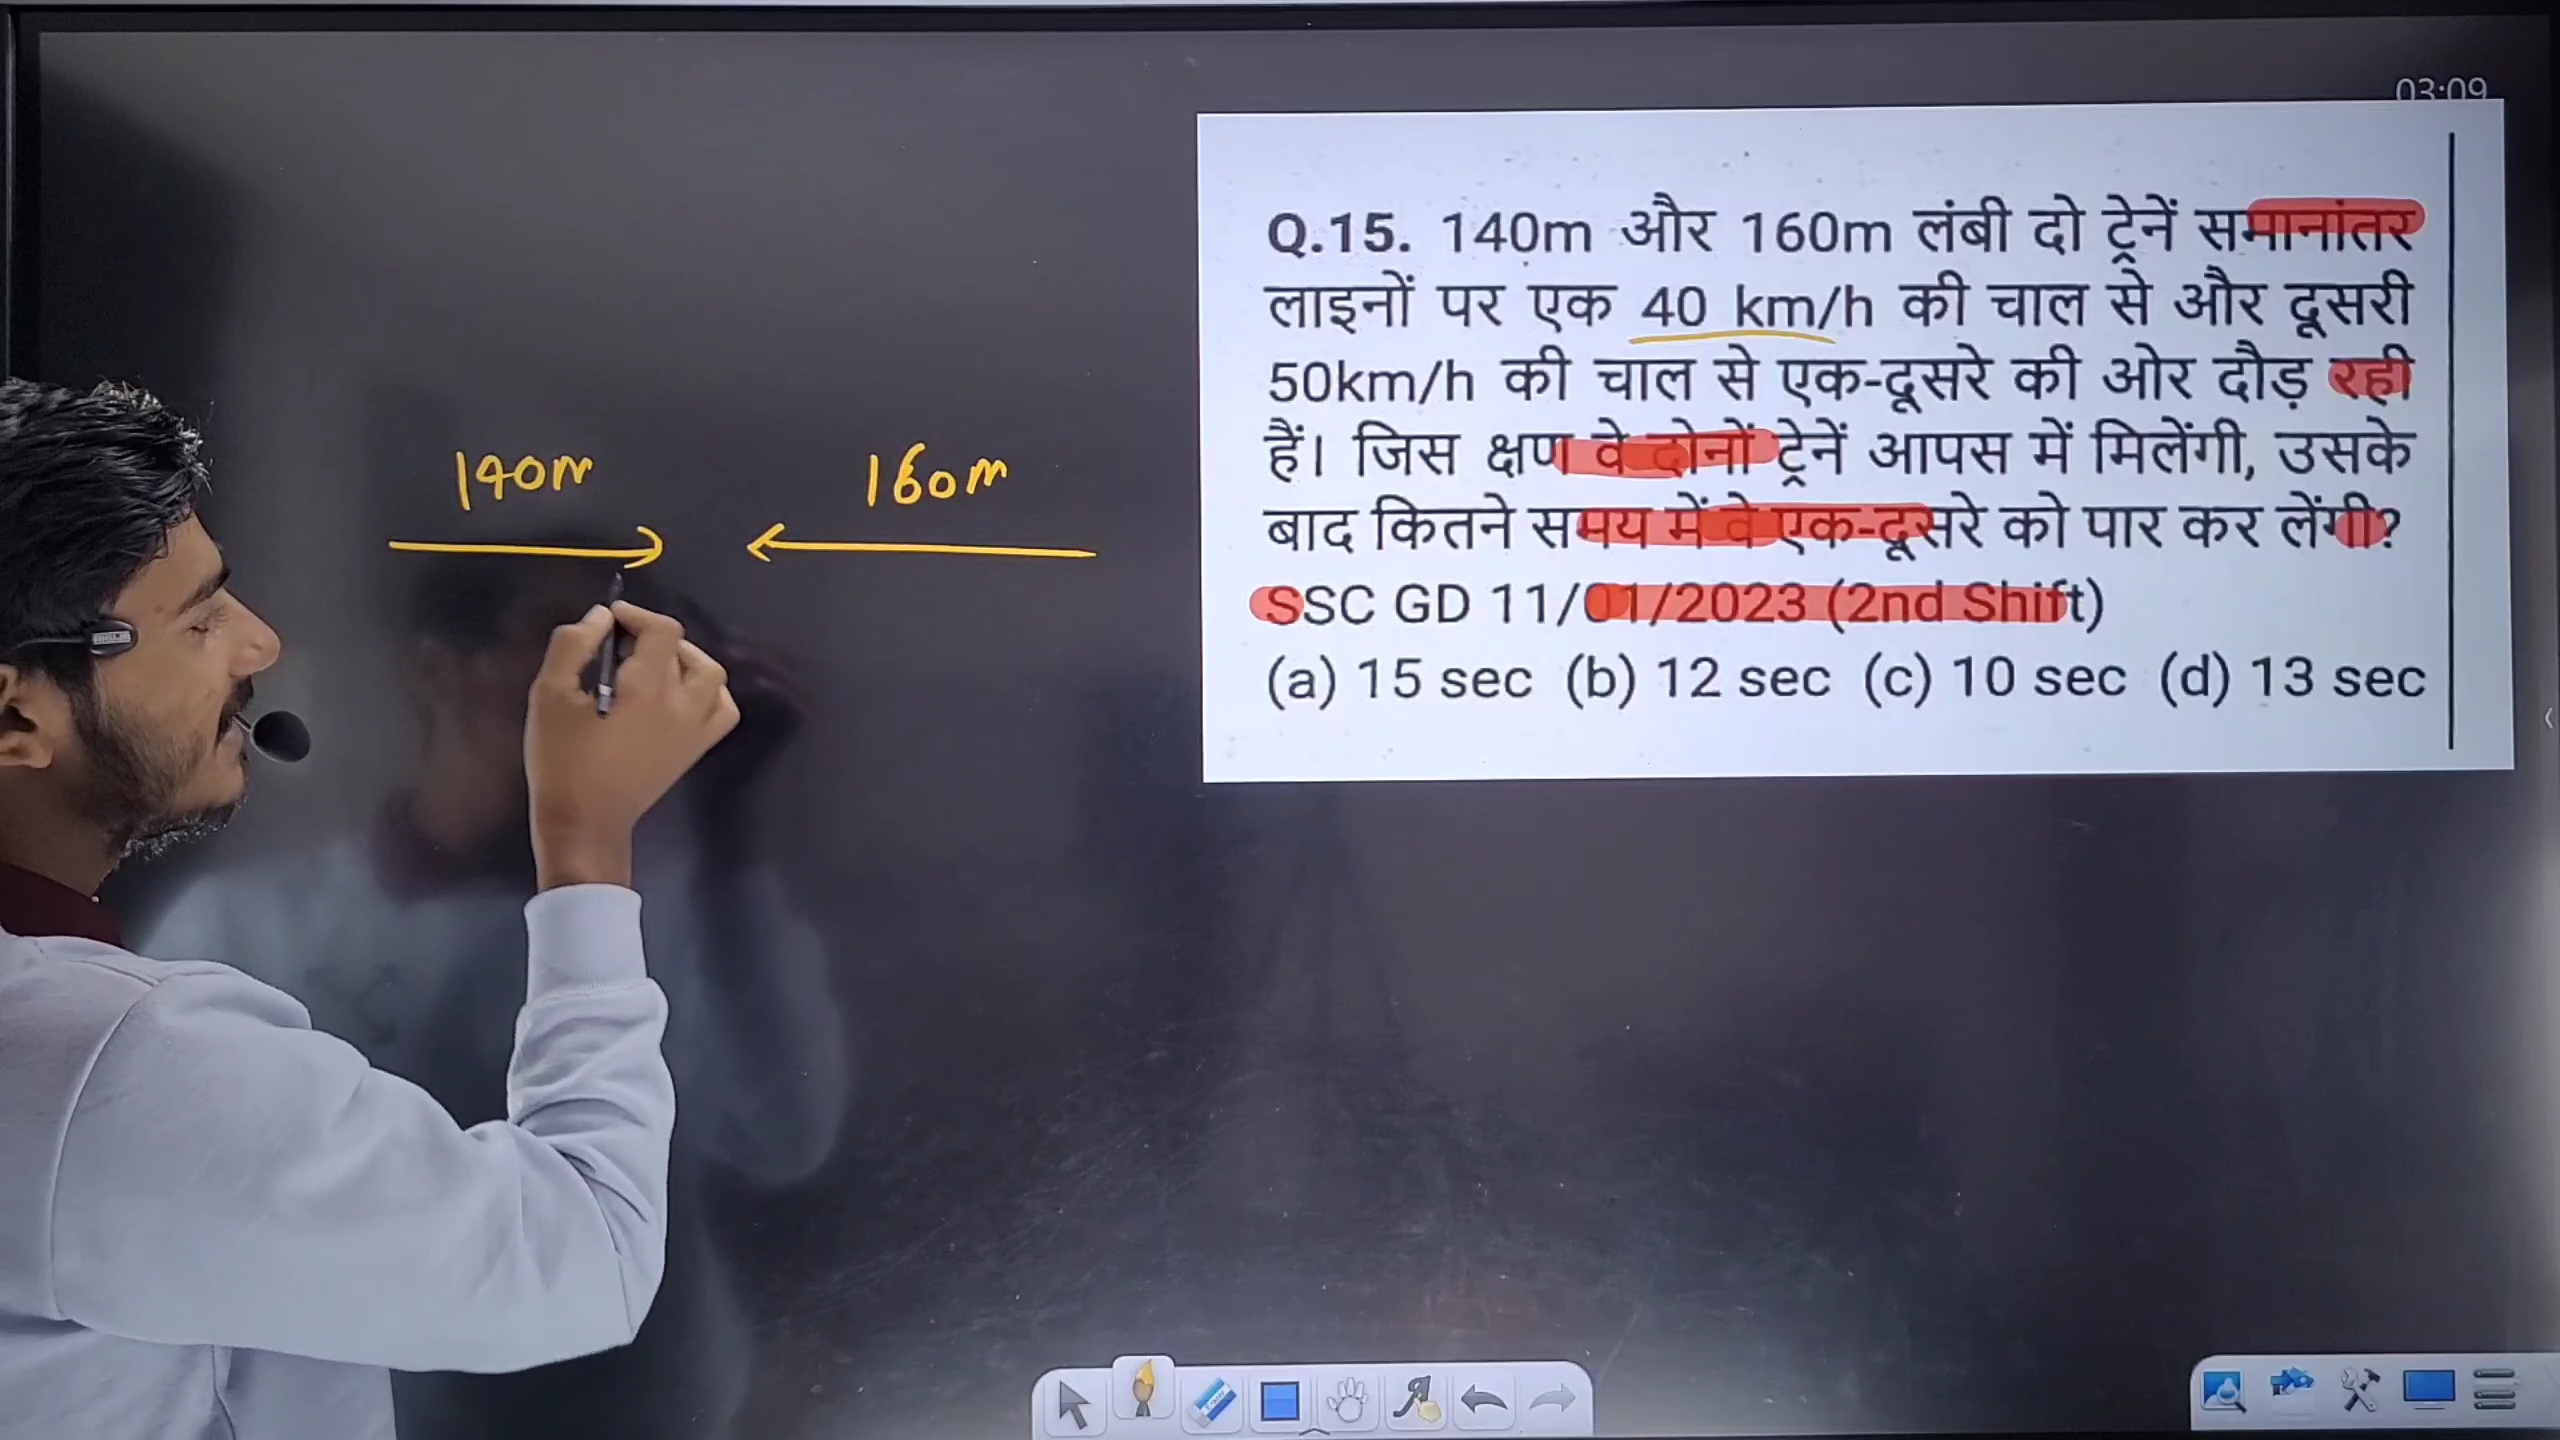 03:09
Q.15. 140m और 160m लंबी दो ट्रेनें समानांतर
लाइनों पर एक 40 km/h की चाल से और दूसरी
50km/h की चाल से एक-दूसरे की ओर दौड़ रही
हैं। जिस क्षण वे दोनों ट्रेनें आपस में मिलेंगी, उसके
बाद कितने समय में वे एक-दूसरे को पार कर लेंगी?
SSC GD 11/01/2023 (2nd Shift)
(a) 15 sec (b) 12 sec (c) 10 sec (d) 13 sec
140m
160m